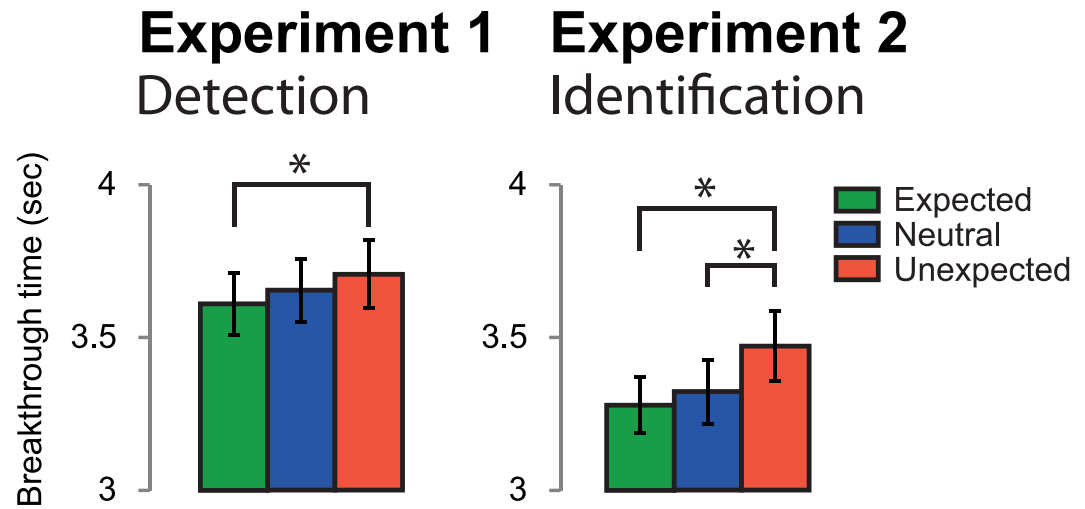 Experiment 1
Detection
Experiment 2
Identification
Breakthrough time (sec)
4
3.5
3
*
4
3.5
3
*
*
Expected
Neutral
Unexpected